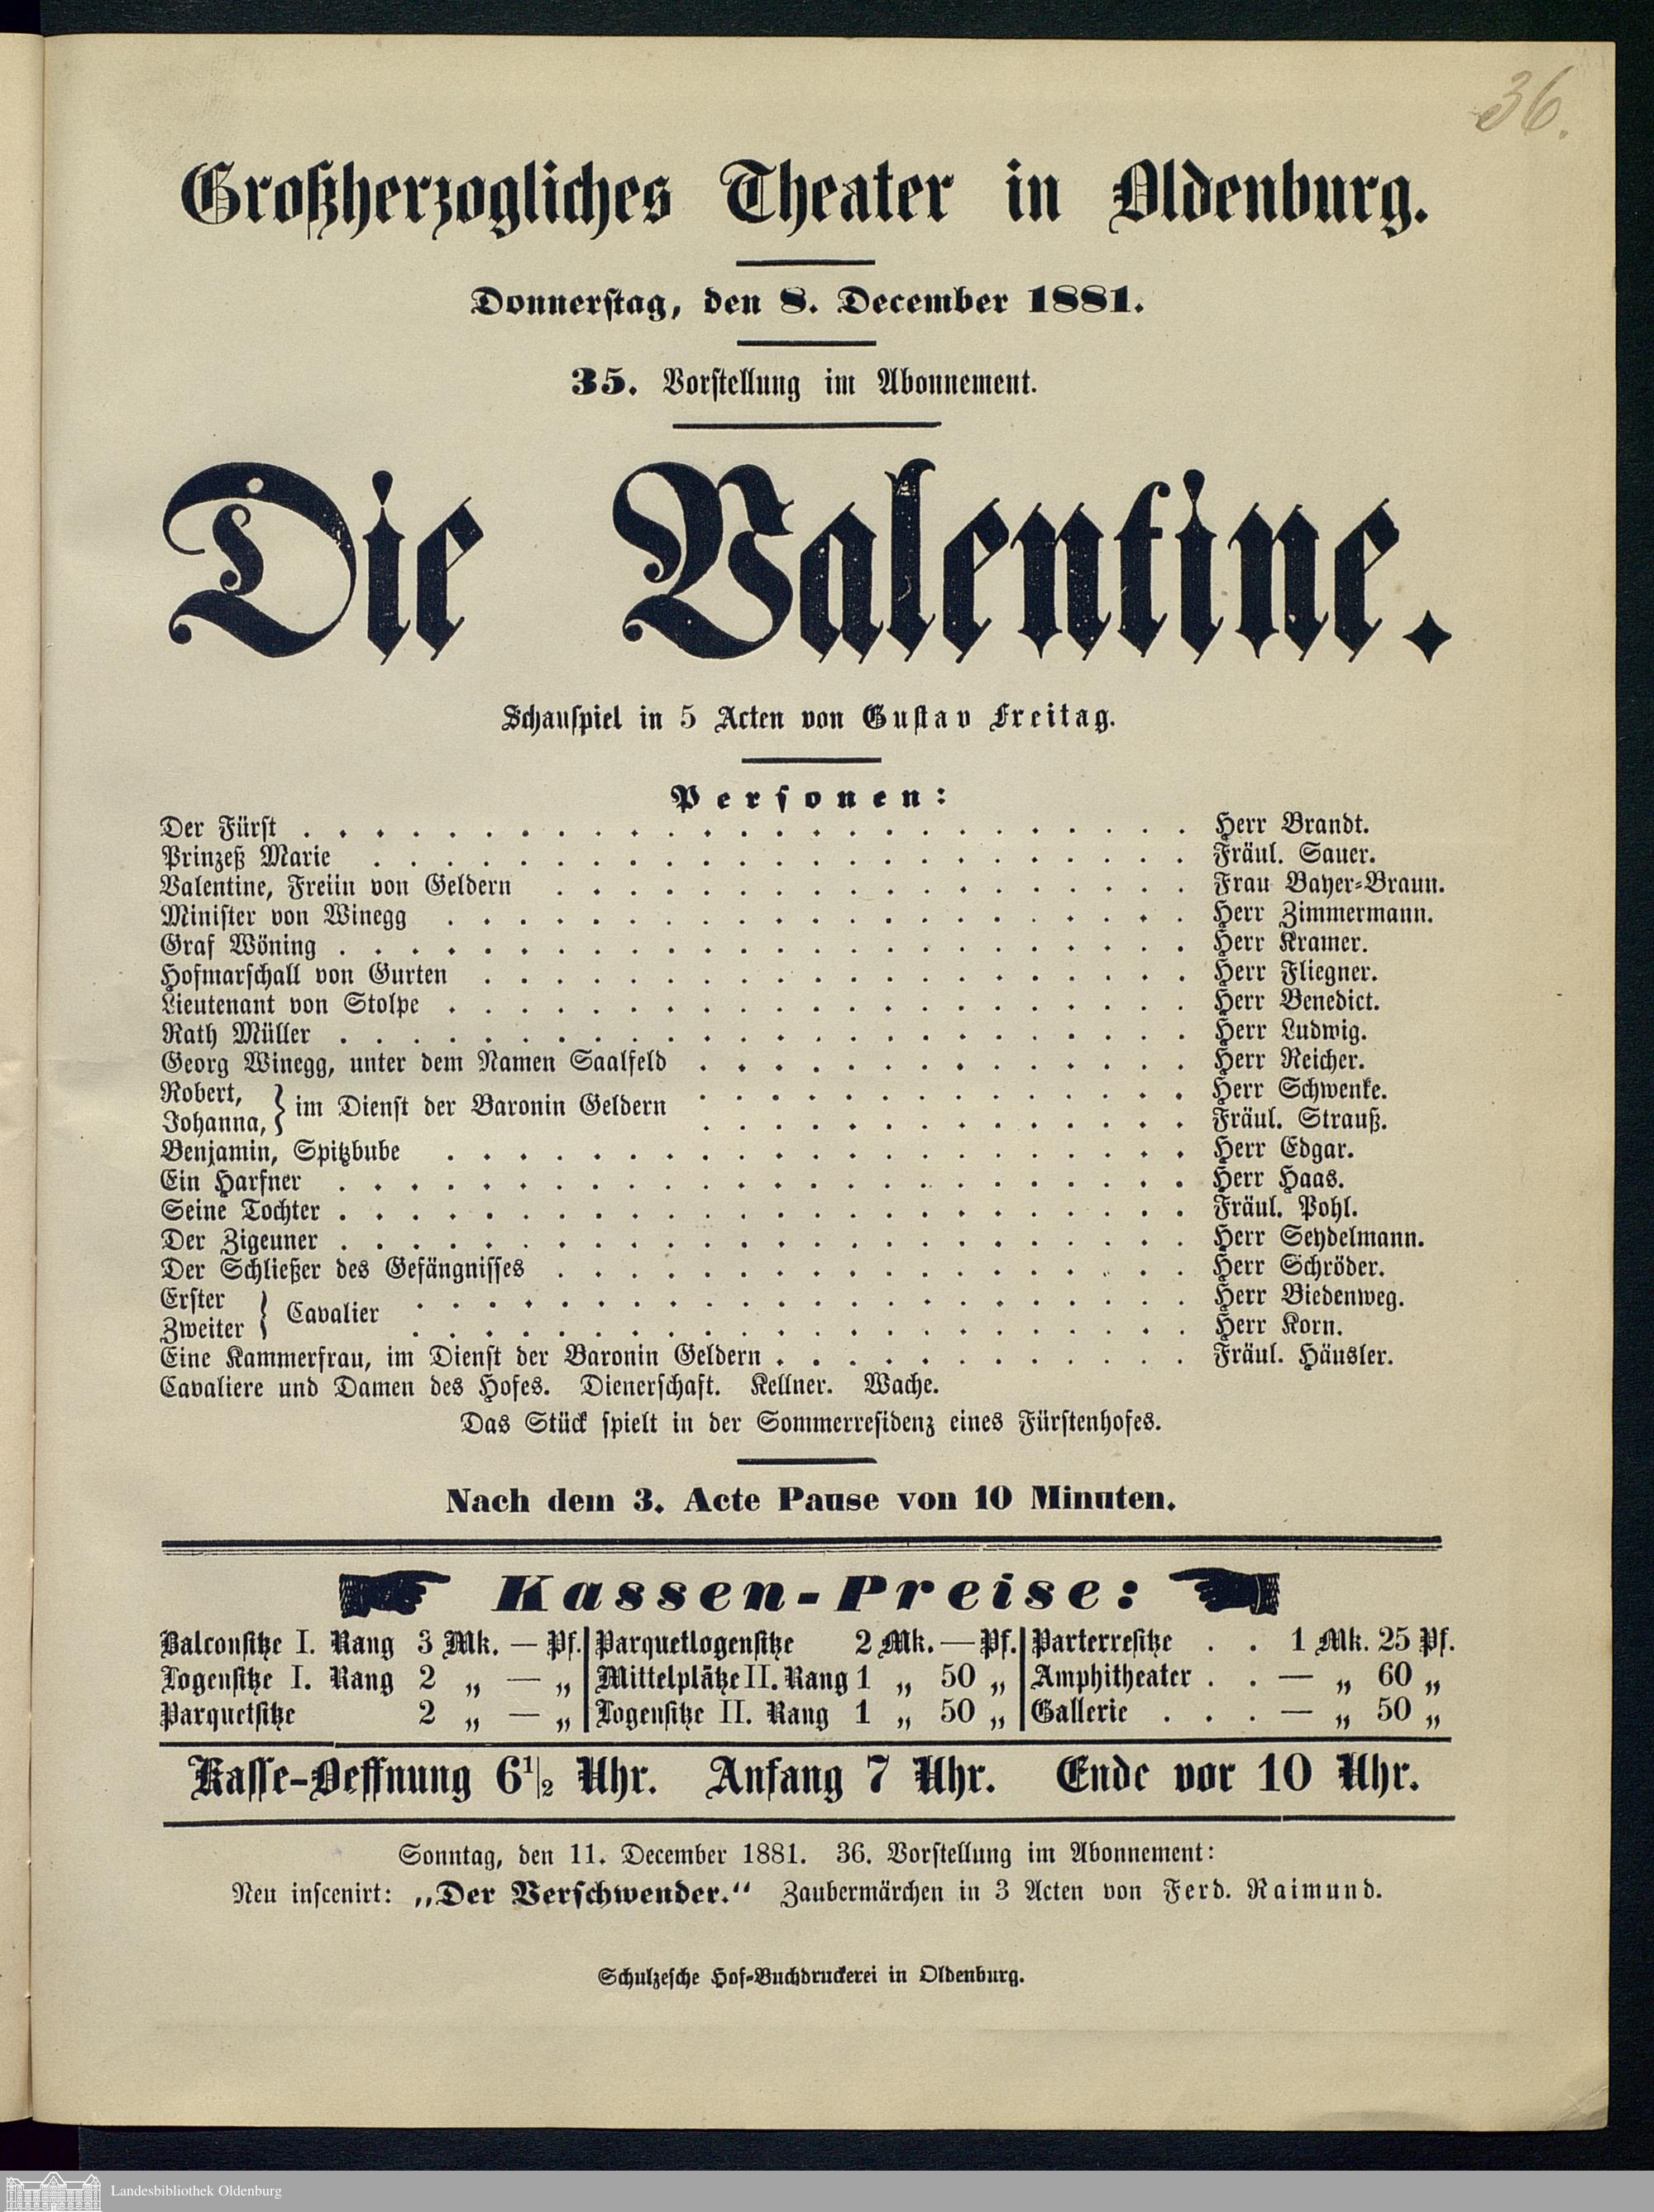 36.
Großherzogliches Theater in Oldenburg.
Donnerstag, den 8. December 1881.
35. Vorstellung im Abonnement.
Die Valentine.
Schauspiel in 5 Acten von Gustav Freitag.
Personen:
Der Fürst . . . . . . . . . . Herr Brandt.
Prinzeß Marie . . . . . . . . . . Fräul. Sauer.
Valentine, Freiin von Geldern . . . . . . . . . . Frau Bayer-Braun.
Minister von Winegg . . . . . . . . . . Herr Zimmermann.
Graf Wöning . . . . . . . . . . Herr Kramer.
Hofmarschall von Gurten . . . . . . . . . . Herr Fliegner.
Lieutenant von Stolpe . . . . . . . . . . Herr Benedict.
Rath Müller . . . . . . . . . . Herr Ludwig.
Georg Winegg, unter dem Namen Saalfeld . . . . . . . . . . Herr Reicher.
Robert, } im Dienst der Baronin Geldern . . . . . . . . . . Herr Schwenke.
Johanna, } . . . . . . . . . . Fräul. Strauß.
Benjamin, Spitzbube . . . . . . . . . . Herr Edgar.
Ein Harfner . . . . . . . . . . Herr Haas.
Seine Tochter . . . . . . . . . . Fräul. Pohl.
Der Zigeuner . . . . . . . . . . Herr Seydelmann.
Der Schließer des Gefängnisses . . . . . . . . . . Herr Schröder.
Erster } Cavalier . . . . . . . . . . Herr Biedenweg.
Zweiter } . . . . . . . . . . Herr Korn.
Eine Kammerfrau, im Dienst der Baronin Geldern . . . . . . . . . . Fräul. Häusler.
Cavaliere und Damen des Hofes. Dienerschaft. Kellner. Wache.
Das Stück spielt in der Sommerresidenz eines Fürstenhofes.
Nach dem 3. Acte Pause von 10 Minuten.
Kassen-Preise:
Balconsitze I. Rang 3 Mk. — Pf. Parquetlogensitze 2 Mk. — Pf. Parterresitze . . 1 Mk. 25 Pf.
Logensitze I. Rang 2 „ — „ Mittelplätze II. Rang 1 „ 50 „ Amphitheater . . — „ 60 „
Parquetsitze 2 „ — „ Logensitze II. Rang 1 „ 50 „ Gallerie . . . — „ 50 „
Kasse-Oeffnung 6 1/2 Uhr. Anfang 7 Uhr. Ende vor 10 Uhr.
Sonntag, den 11. December 1881. 36. Vorstellung im Abonnement:
Neu inscenirt: „Der Verschwender.“ Zaubermärchen in 3 Acten von Ferd. Raimund.
Schulzesche Hof-Buchdruckerei in Oldenburg.
Landesbibliothek Oldenburg